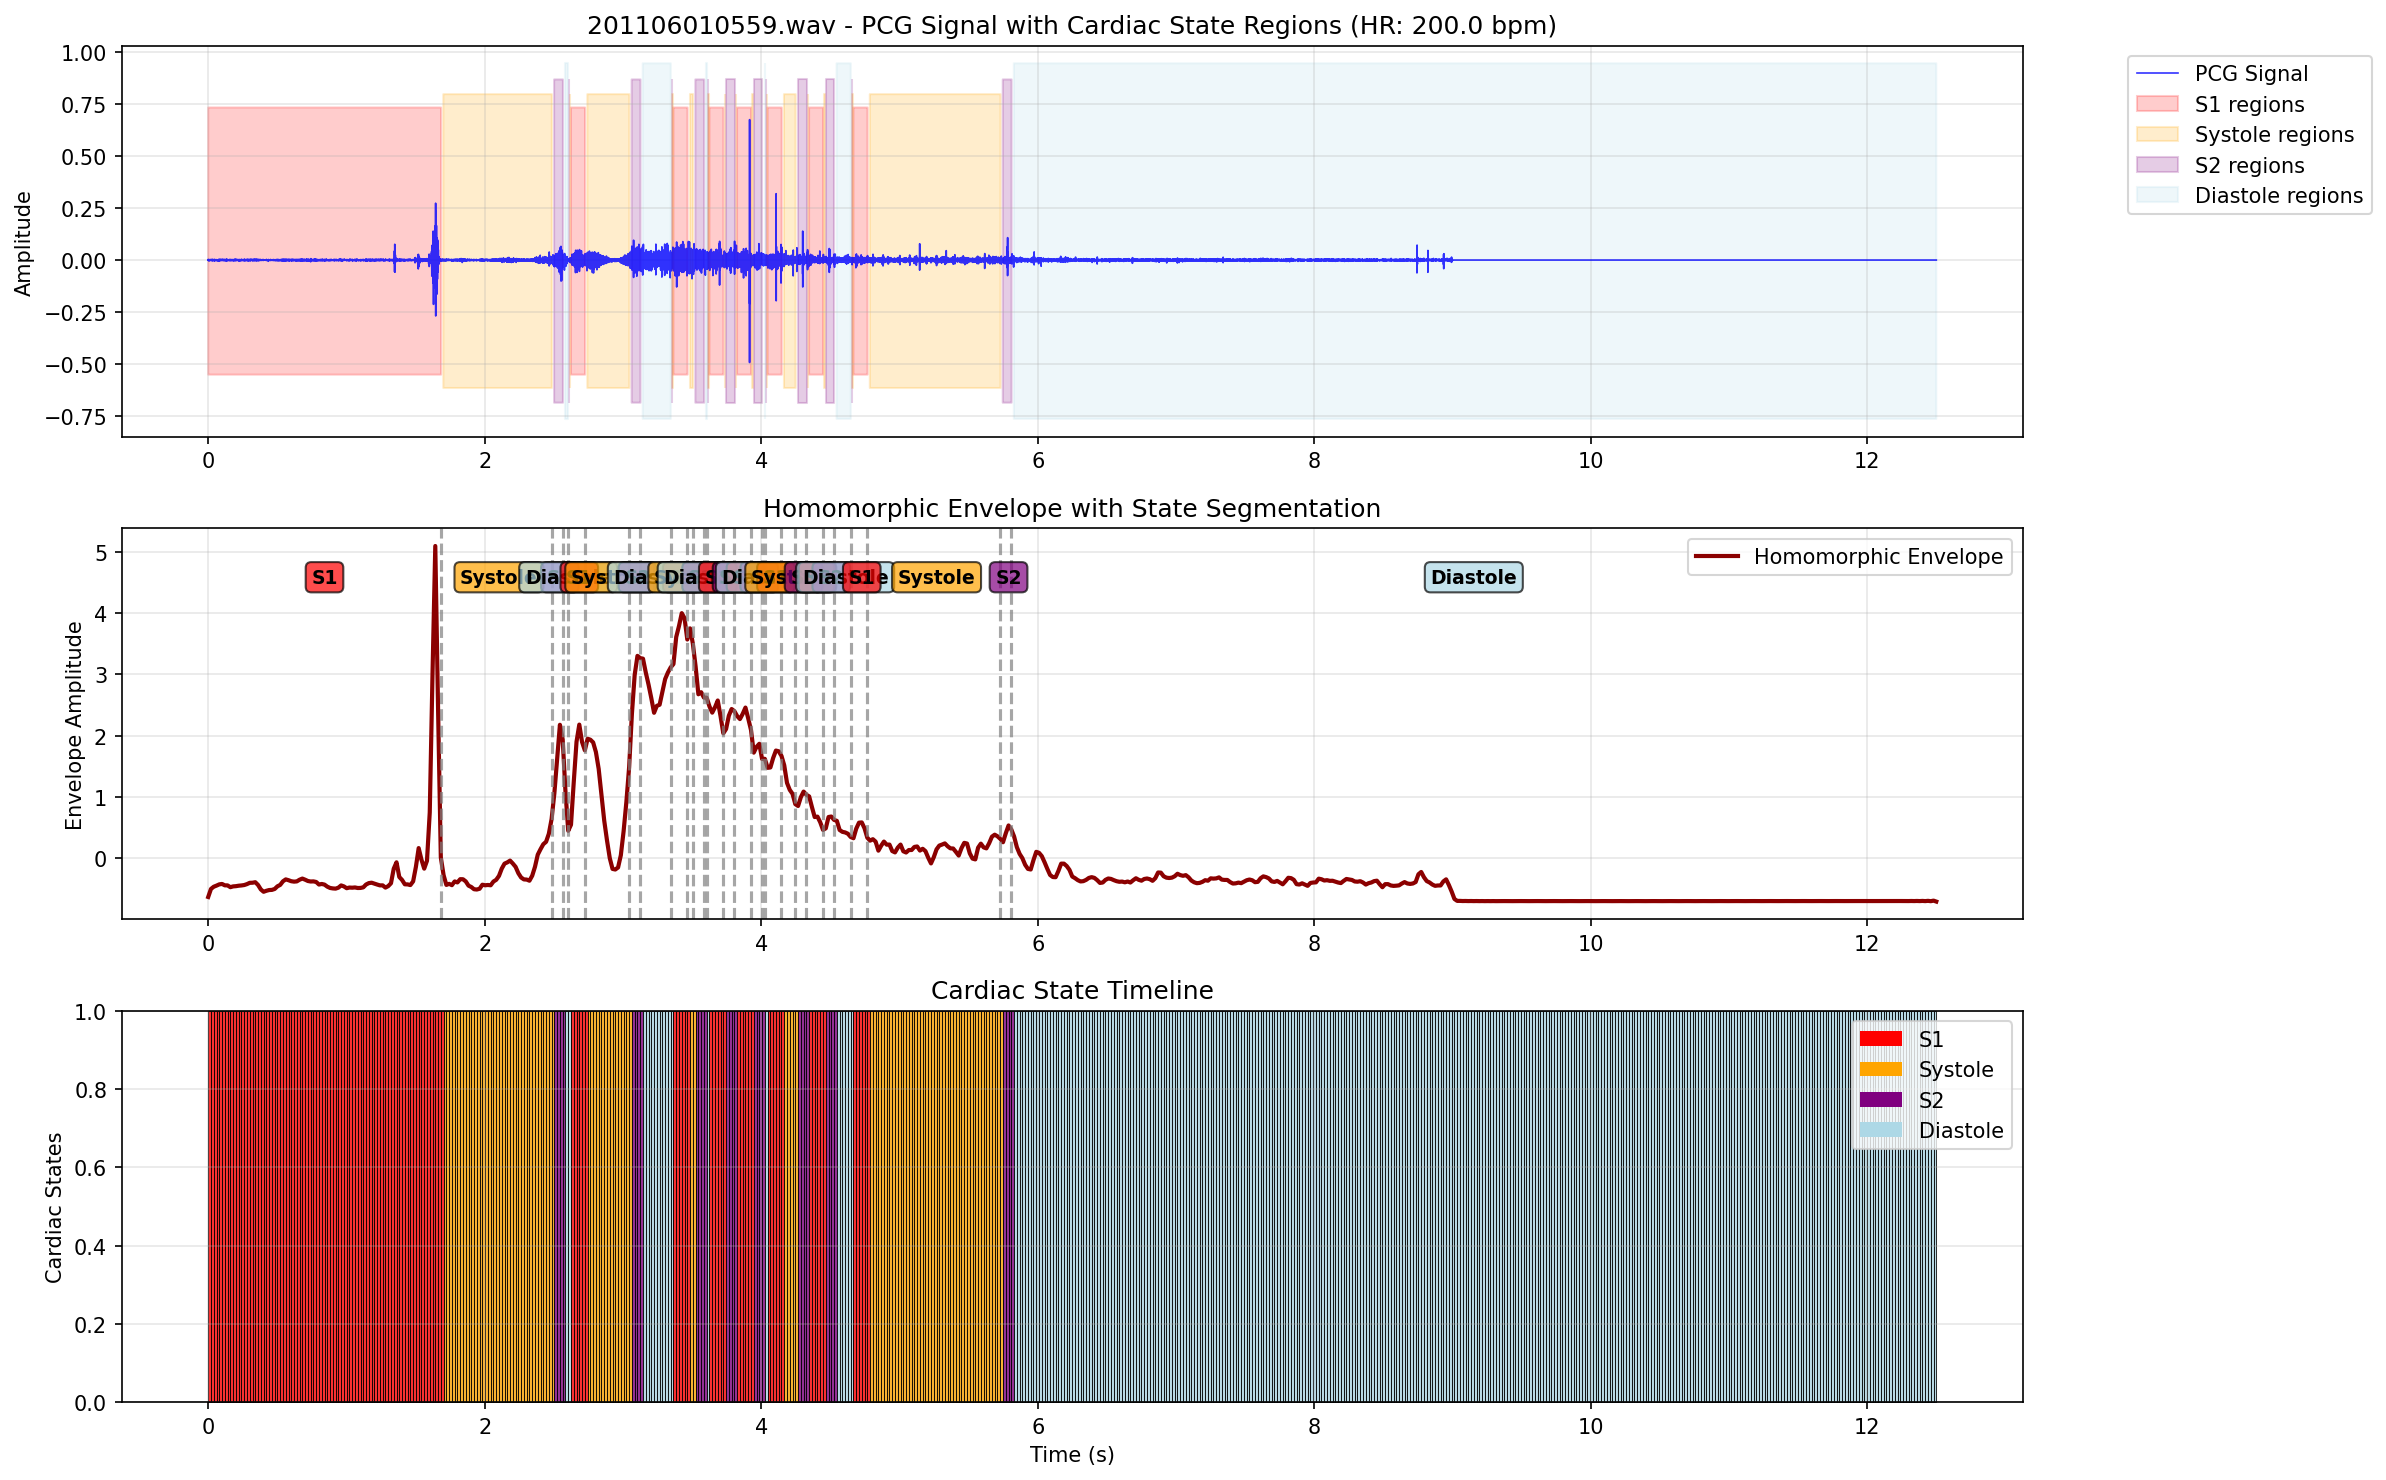 201106010559.wav - PCG Signal with Cardiac State Regions (HR: 200.0 bpm)
1.00
0.75
0.50
0.25
0.00
−0.25
−0.50
−0.75
Amplitude
0 2 4 6 8 10 12
PCG Signal
S1 regions
Systole regions
S2 regions
Diastole regions
Homomorphic Envelope with State Segmentation
5
4
3
2
1
0
Envelope Amplitude
S1 Systole S1 Systole S2 Diastole
Homomorphic Envelope
0 2 4 6 8 10 12
Cardiac State Timeline
1.0
0.8
0.6
0.4
0.2
0.0
Cardiac States
S1
Systole
S2
Diastole
0 2 4 6 8 10 12
Time (s)